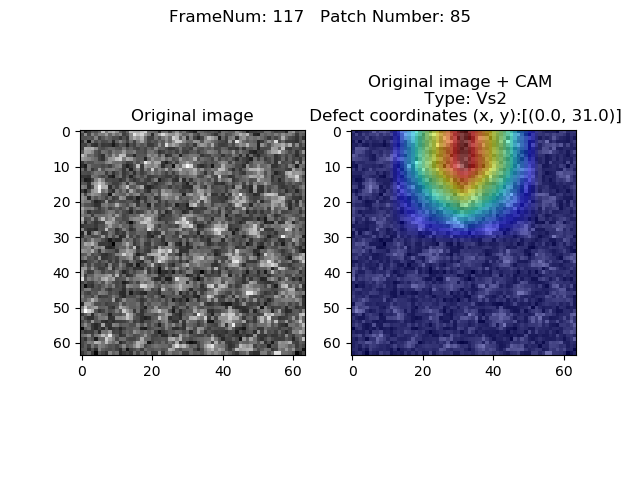 FrameNum: 117   Patch Number: 85
Original image
Original image + CAM
Type: Vs2
Defect coordinates (x, y):[(0.0, 31.0)]
0
10
20
30
40
50
60
0 20 40 60
0
10
20
30
40
50
60
0 20 40 60